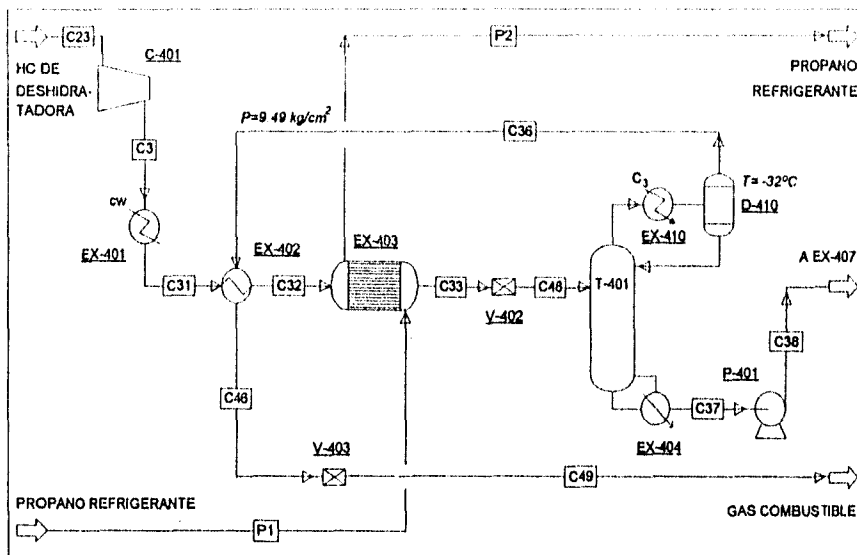 C23
C-401
P2
HC DE
DESHIDRA-
TADORA
PROPANO
REFRIGERANTE
P=9.49 kg/cm2
C36
C3
C3
T= -32ºC
D-410
CW
EX-401
EX-402
EX-403
EX-410
A EX-407
C31
C32
C33
C48
T-401
V-402
C38
P-401
C46
C37
V-403
EX-404
C49
PROPANO REFRIGERANTE
GAS COMBUSTIBLE
P1